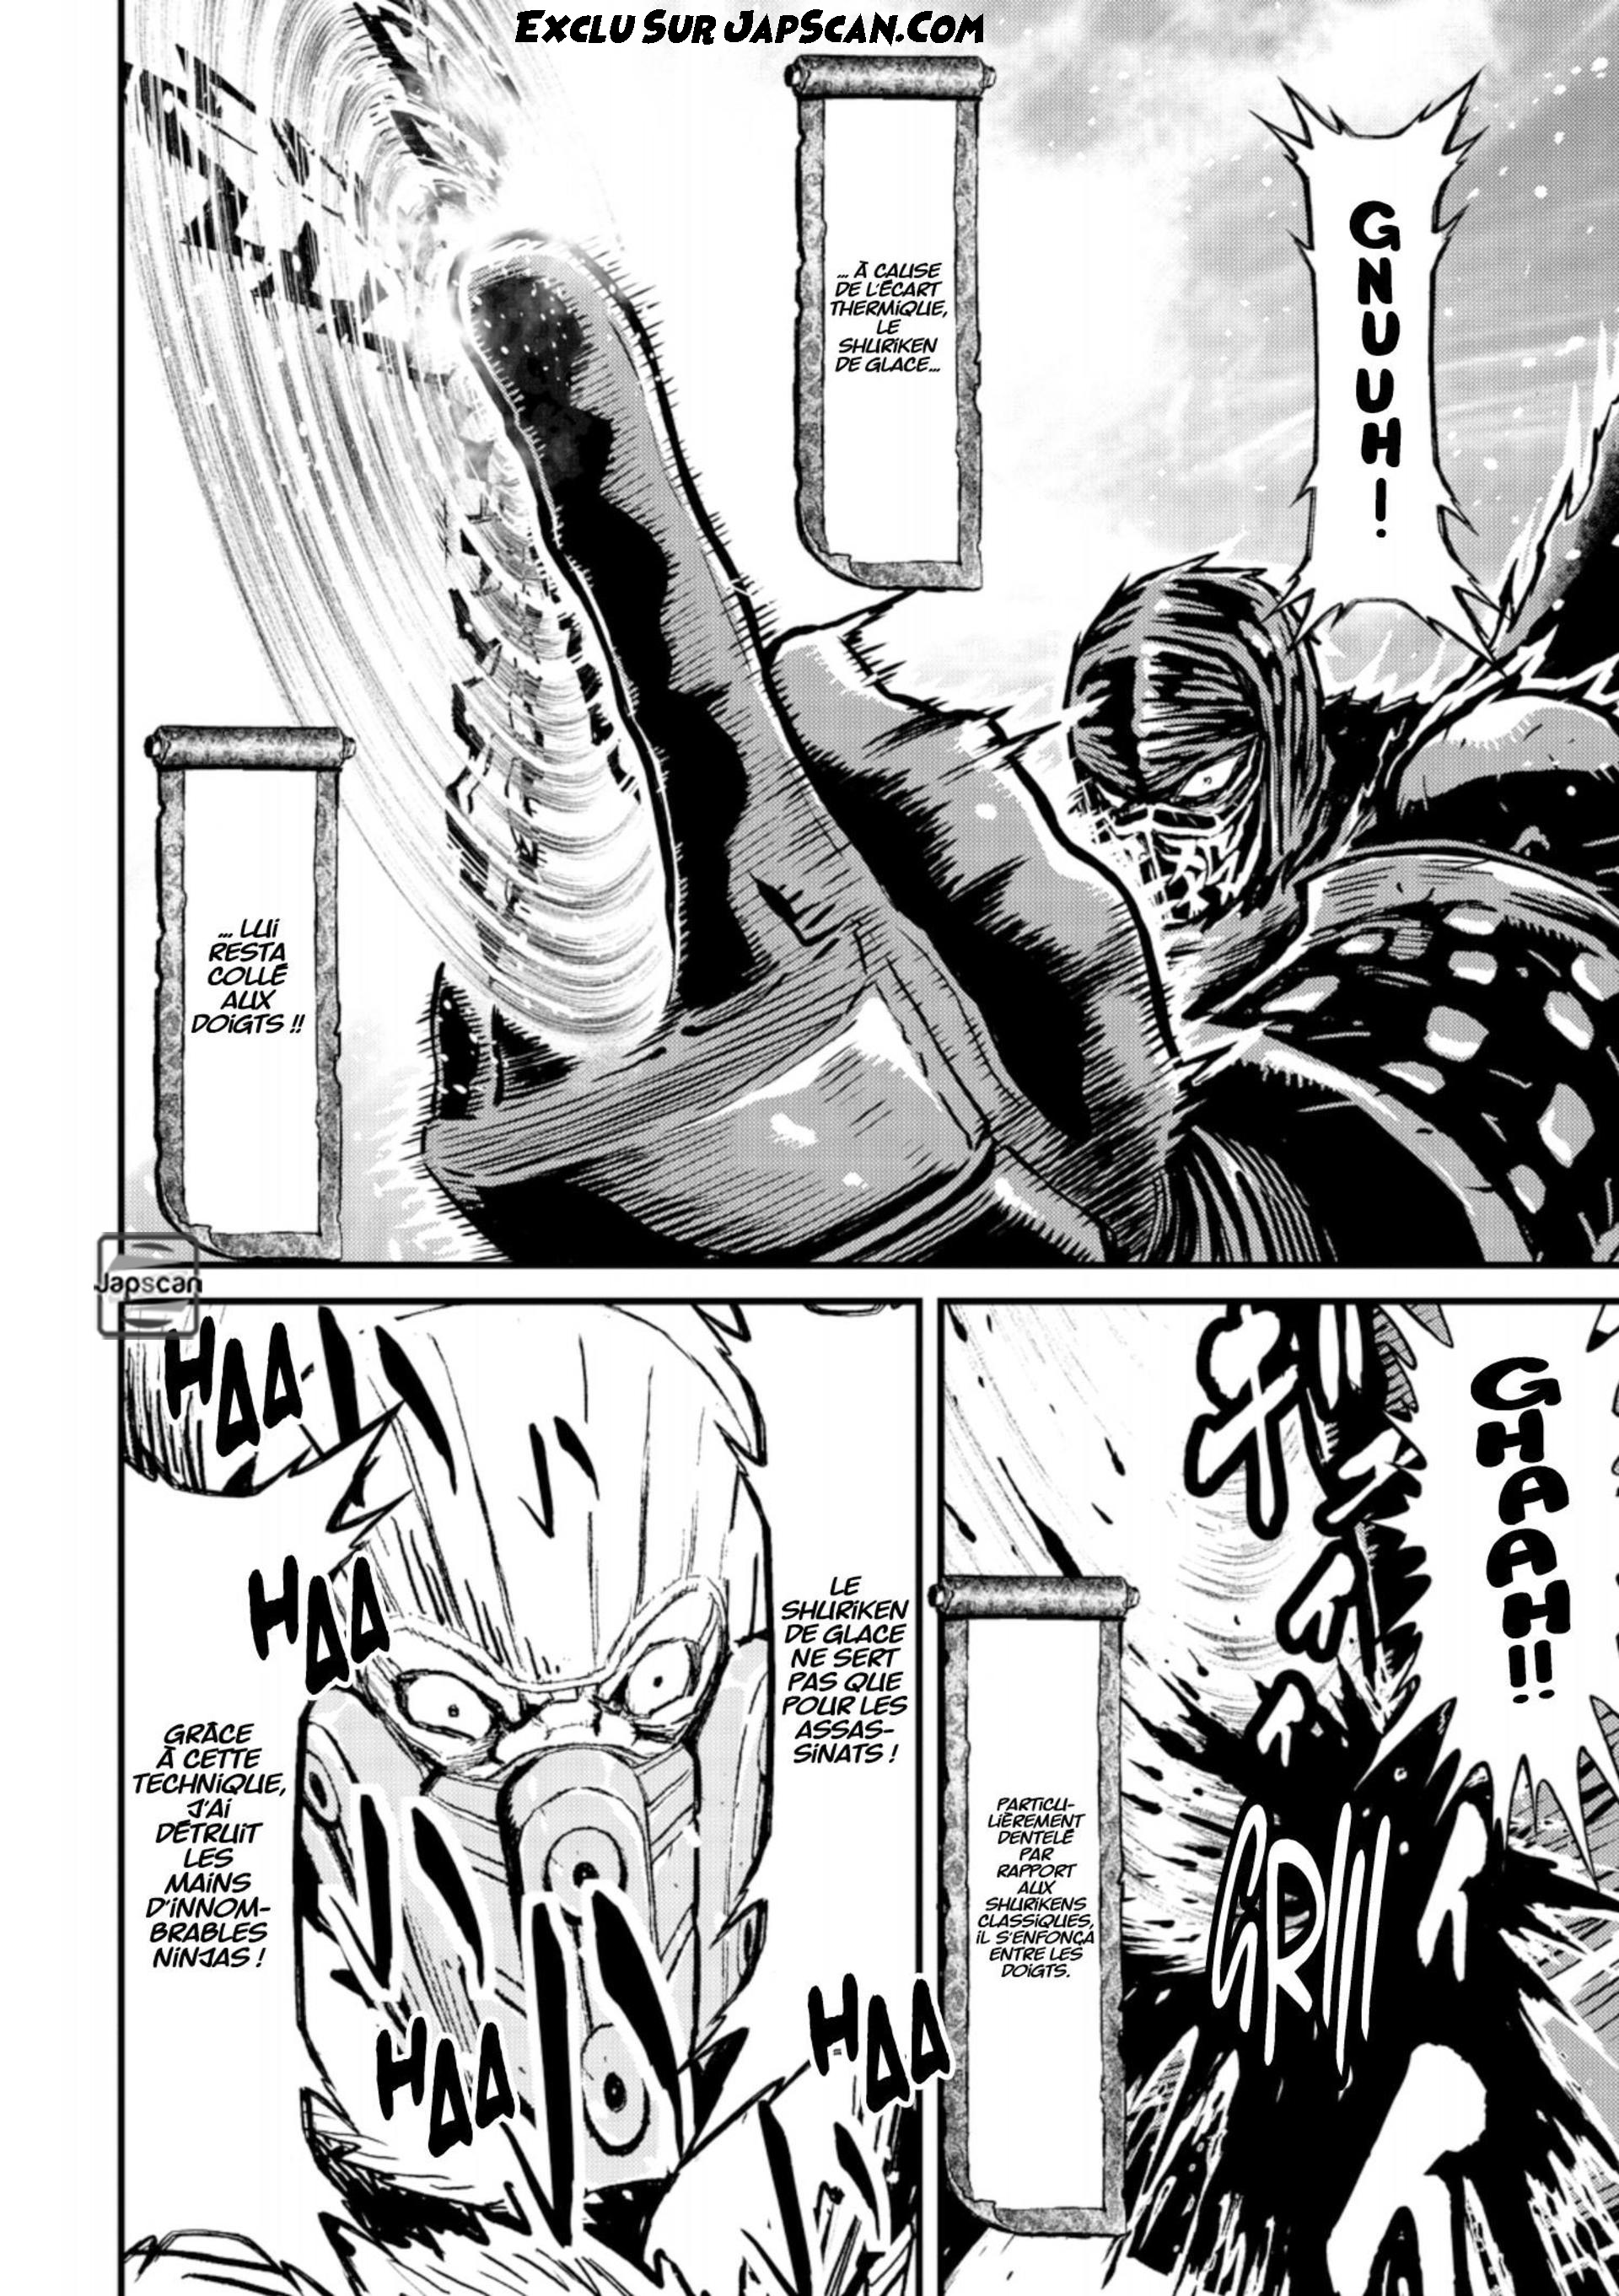 EXCLU SUR JAPSCAN.COM
GNUUH !
... À CAUSE
DE L'ÉCART
THERMIQUE,
LE
SHURIKEN
DE GLACE...
... LUI
RESTA
COLLÉ
AUX
DOIGTS !!
GHAAH !!
GRIII
PARTICU-
LIÈREMENT
DENTELÉ
PAR
RAPPORT
AUX
SHURIKENS
CLASSIQUES,
IL S'ENFONÇA
ENTRE LES
DOIGTS.
LE
SHURIKEN
DE GLACE
NE SERT
PAS QUE
POUR LES
ASSAS-
SINATS !
HAA
HAA
HAA
HAA
GRÂCE
À CETTE
TECHNIQUE,
J'AI
DÉTRUIT
LES
MAINS
D'INNOM-
BRABLES
NINJAS !
Japscan